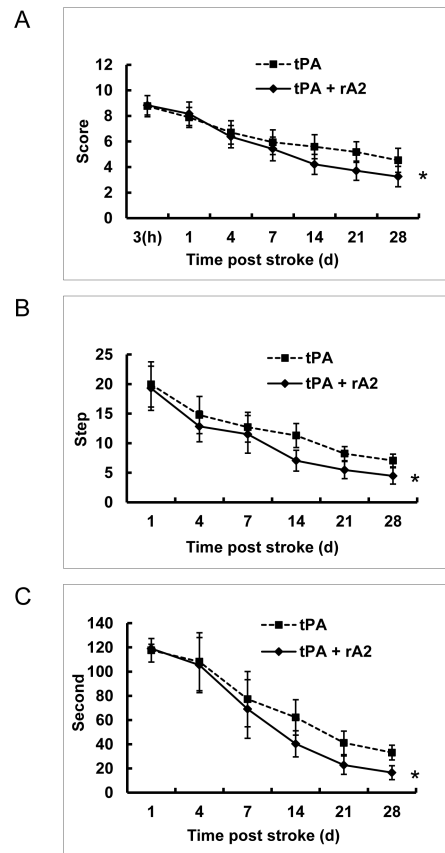 A
12
10
8
6
4
2
0
Score
tPA
tPA + rA2
*
3(h) 1 4 7 14 21 28
Time post stroke (d)
B
25
20
15
10
5
0
Step
tPA
tPA + rA2
*
1 4 7 14 21 28
Time post stroke (d)
C
140
120
100
80
60
40
20
0
Second
tPA
tPA + rA2
*
1 4 7 14 21 28
Time post stroke (d)